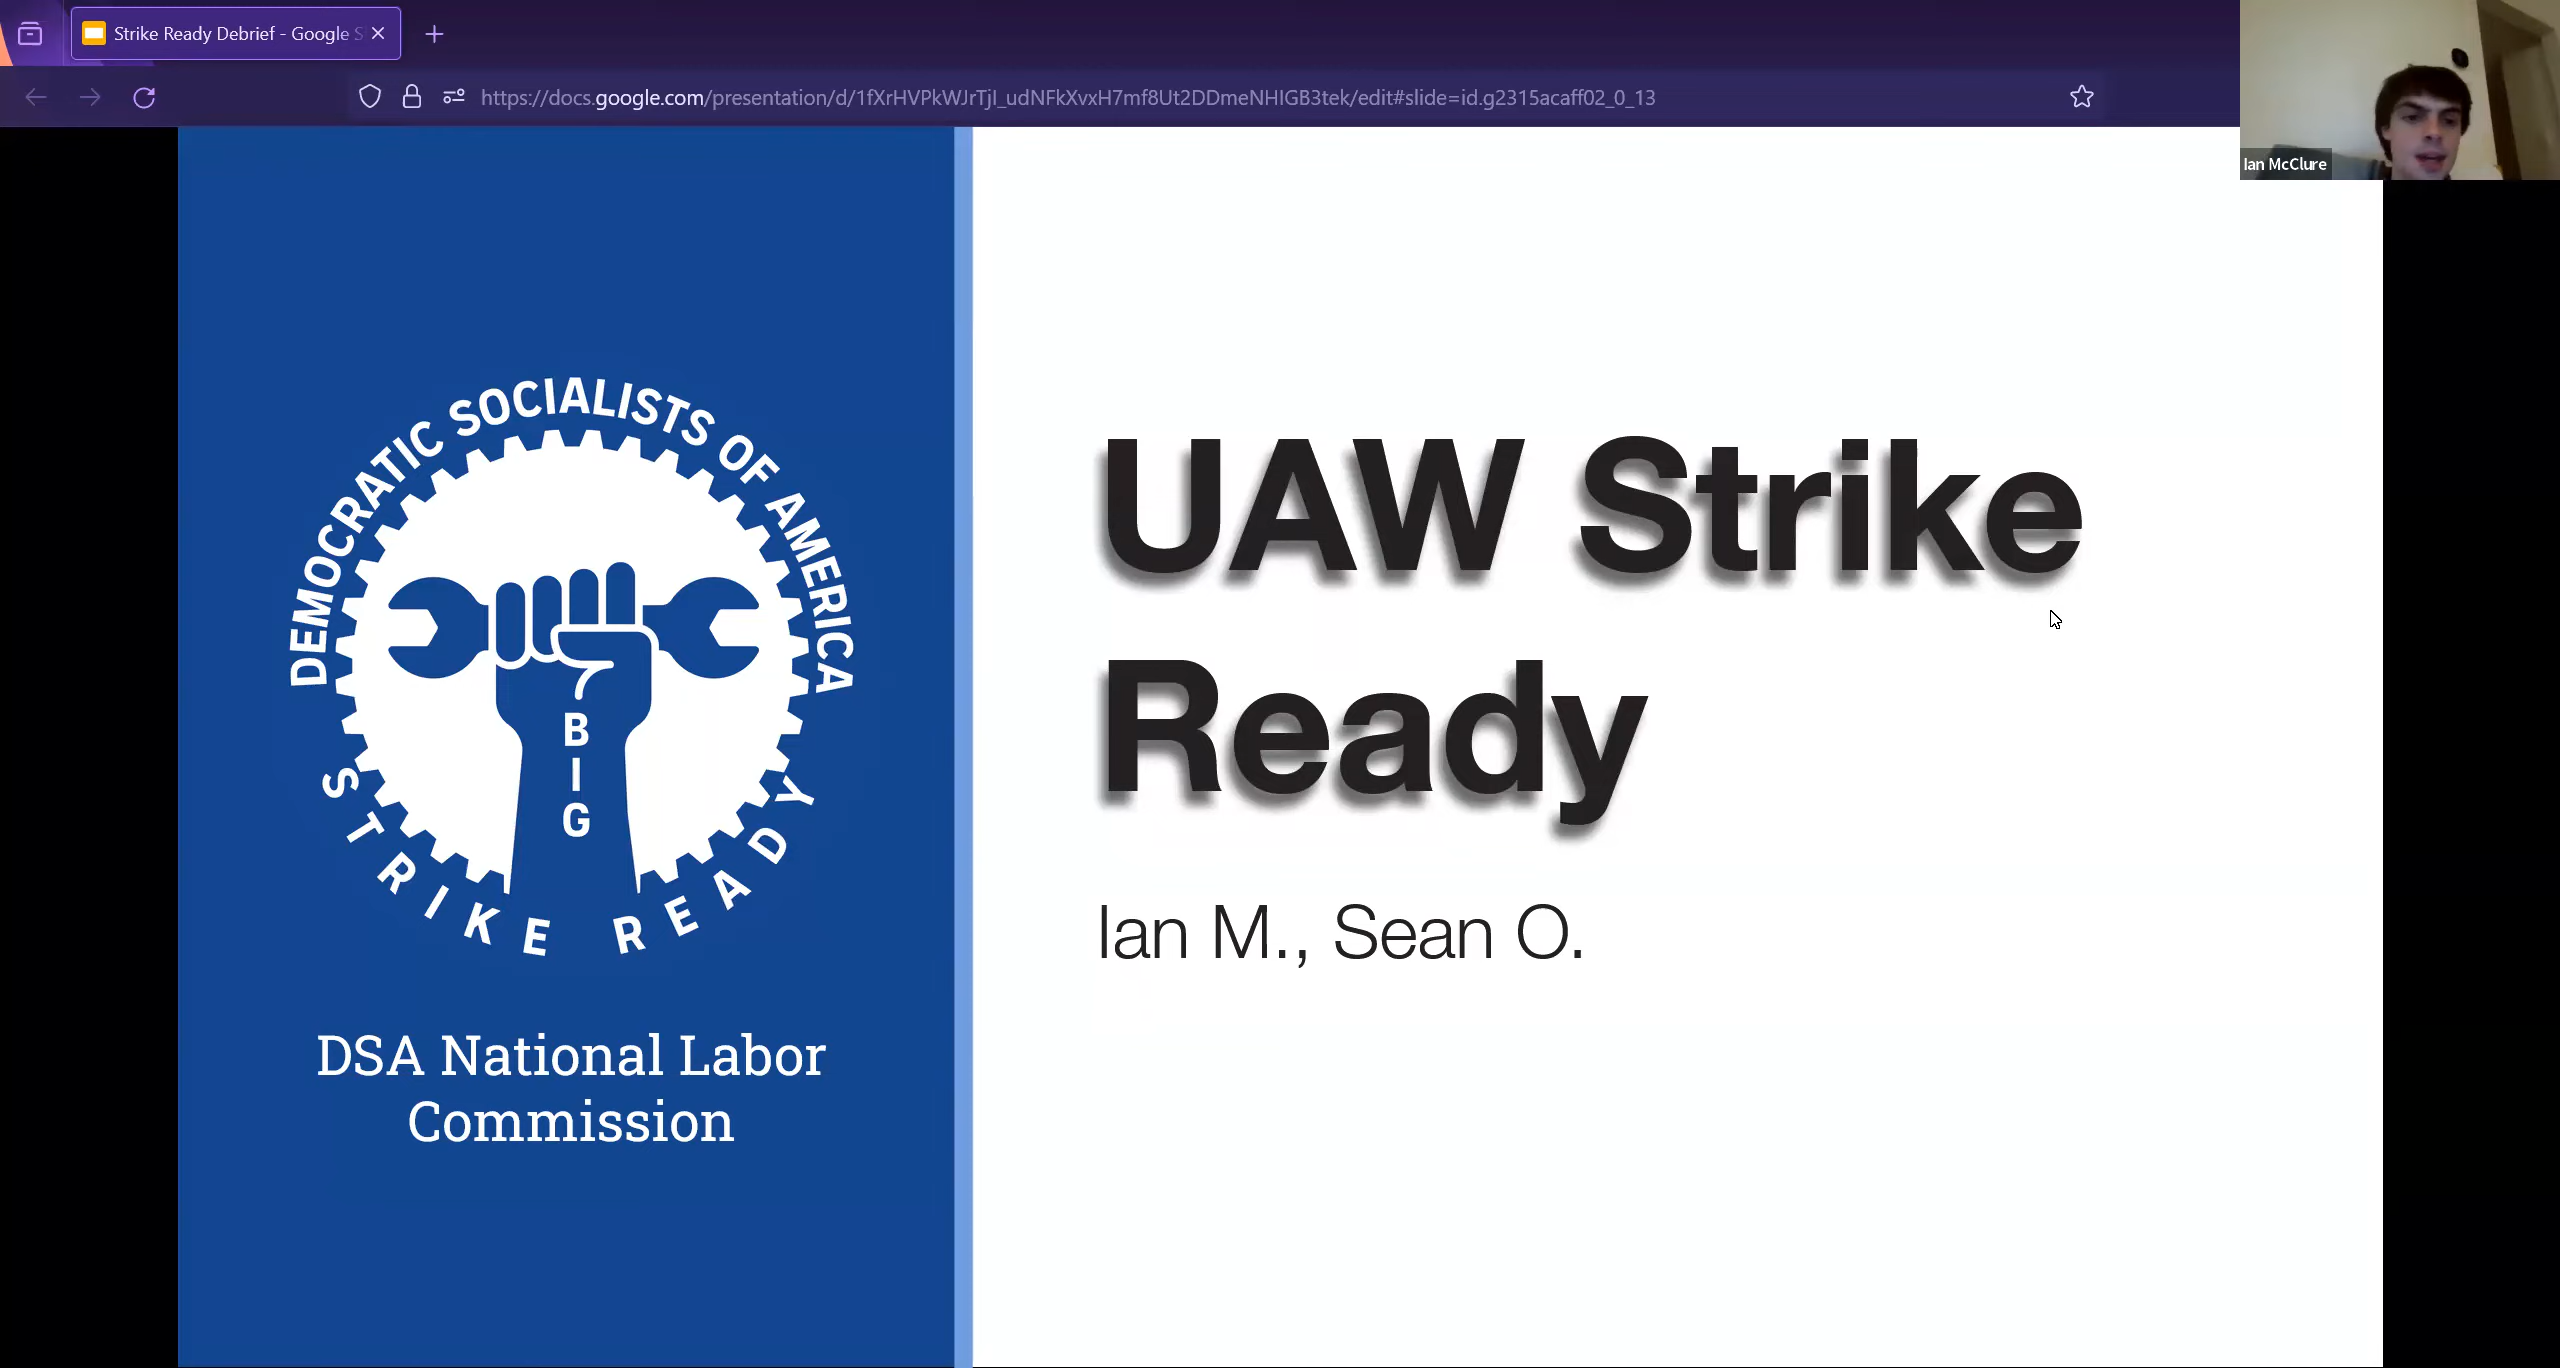 Strike Ready Debrief - Google S
https://docs.google.com/presentation/d/1fXrHVPkWJrTjI_udNFkXvxH7mf8Ut2DDmeNHIGB3tek/edit#slide=id.g2315acaff02_0_13
Ian McClure
DEMOCRATIC SOCIALISTS OF AMERICA
BIG
STRIKE READY
DSA National Labor
Commission
UAW Strike
Ready
Ian M., Sean O.